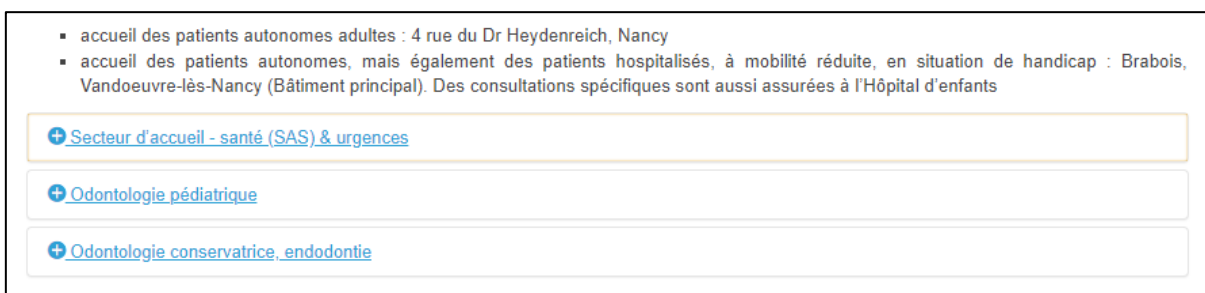 ▪ accueil des patients autonomes adultes : 4 rue du Dr Heydenreich, Nancy
▪ accueil des patients autonomes, mais également des patients hospitalisés, à mobilité réduite, en situation de handicap : Brabois,
Vandoeuvre-lès-Nancy (Bâtiment principal). Des consultations spécifiques sont aussi assurées à l’Hôpital d’enfants
Secteur d’accueil - santé (SAS) & urgences
Odontologie pédiatrique
Odontologie conservatrice, endodontie